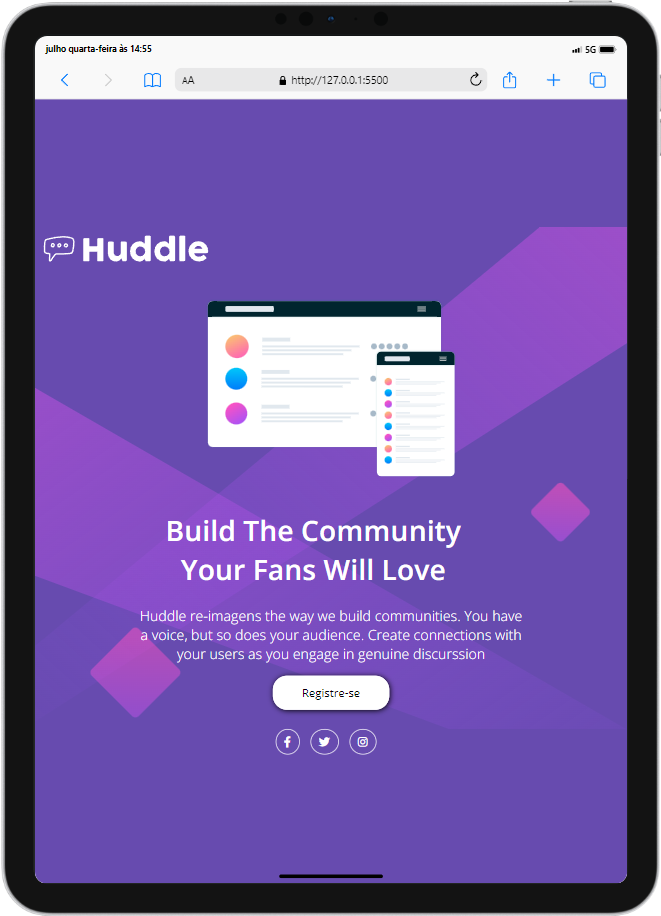 julho quarta-feira às 14:55
5G
AA
http://127.0.0.1:5500
Huddle
Build The Community
Your Fans Will Love
Huddle re-imagens the way we build communities. You have
a voice, but so does your audience. Create connections with
your users as you engage in genuine discurssion
Registre-se